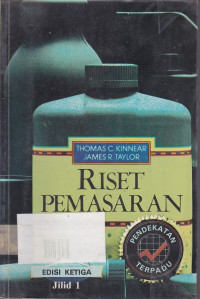 THOMAS C. KINNEAR
JAMES R. TAYLOR
RISET
PEMASARAN
PENDEKATAN
TERPADU
EDISI KETIGA
Jilid 1